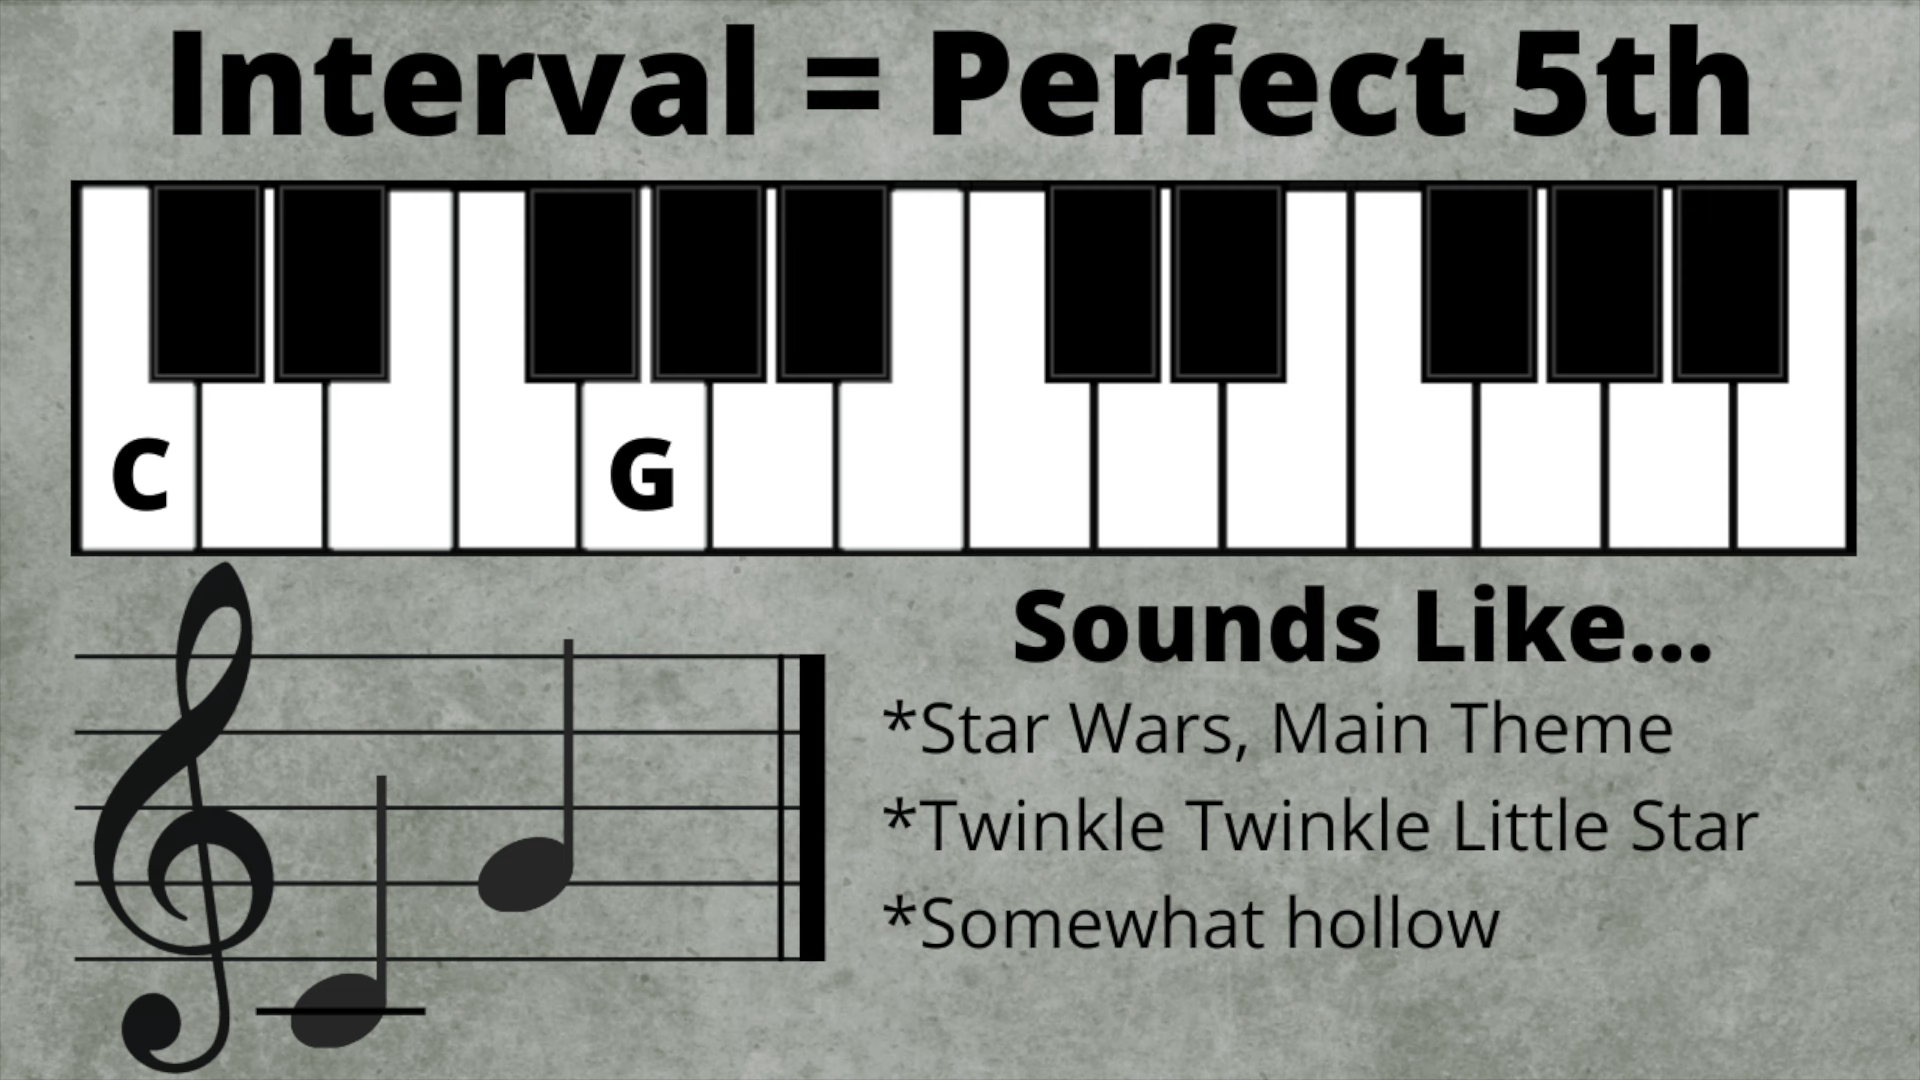 Interval = Perfect 5th
C G
Sounds Like...
*Star Wars, Main Theme
*Twinkle Twinkle Little Star
*Somewhat hollow